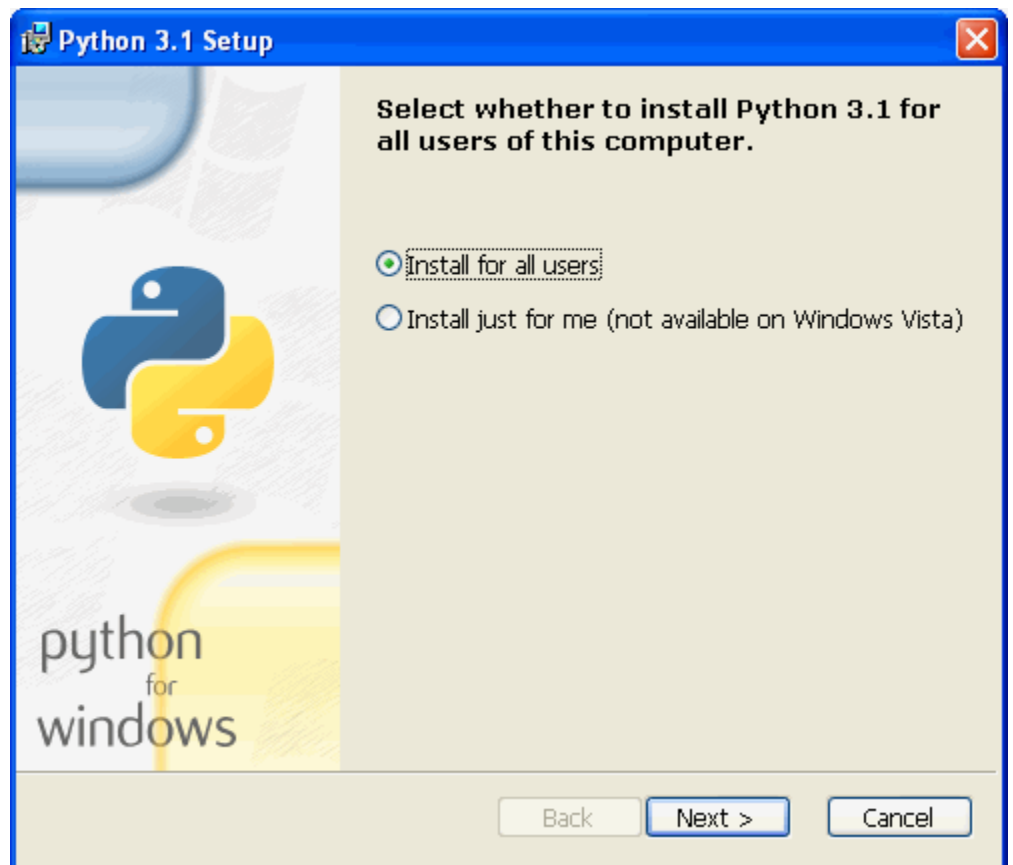 Python 3.1 Setup
Select whether to install Python 3.1 for
all users of this computer.
Install for all users
Install just for me (not available on Windows Vista)
python
for
windows
Back
Next >
Cancel